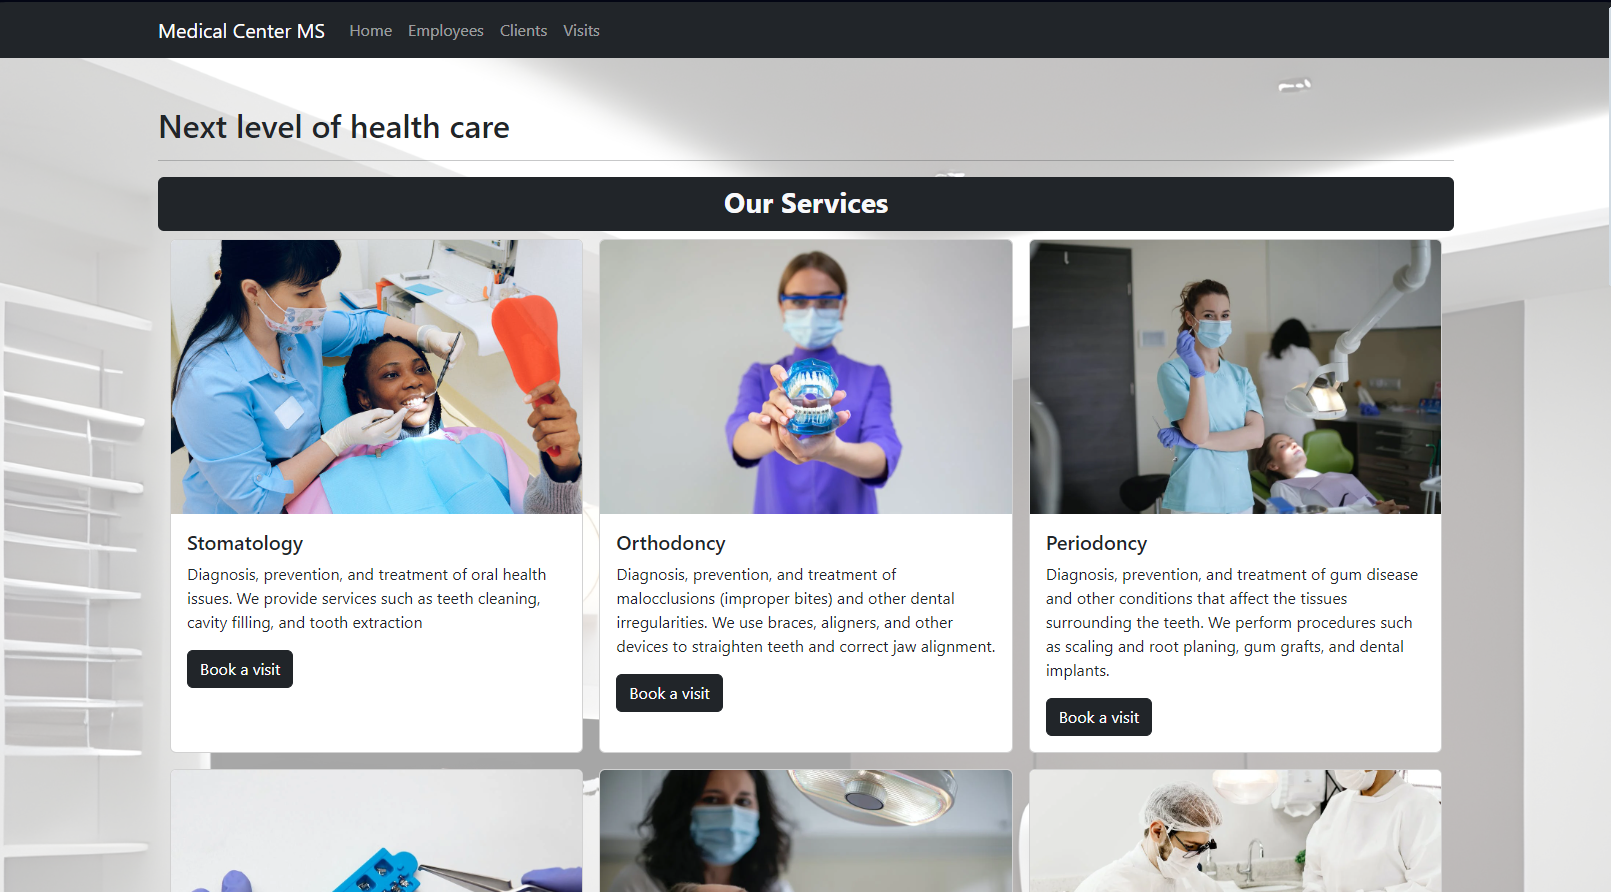 Medical Center MS Home Employees Clients Visits
Next level of health care
Our Services
Stomatology
Diagnosis, prevention, and treatment of oral health
issues. We provide services such as teeth cleaning,
cavity filling, and tooth extraction
Book a visit
Orthodoncy
Diagnosis, prevention, and treatment of
malocclusions (improper bites) and other dental
irregularities. We use braces, aligners, and other
devices to straighten teeth and correct jaw alignment.
Book a visit
Periodoncy
Diagnosis, prevention, and treatment of gum disease
and other conditions that affect the tissues
surrounding the teeth. We perform procedures such
as scaling and root planing, gum grafts, and dental
implants.
Book a visit